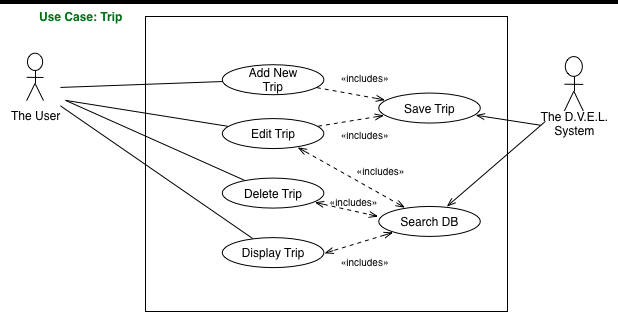 Use Case: Trip
The User
Add New
Trip
«includes»
Save Trip
The D.V.E.L.
System
Edit Trip
«includes»
«includes»
Delete Trip
«includes»
Search DB
Display Trip
«includes»